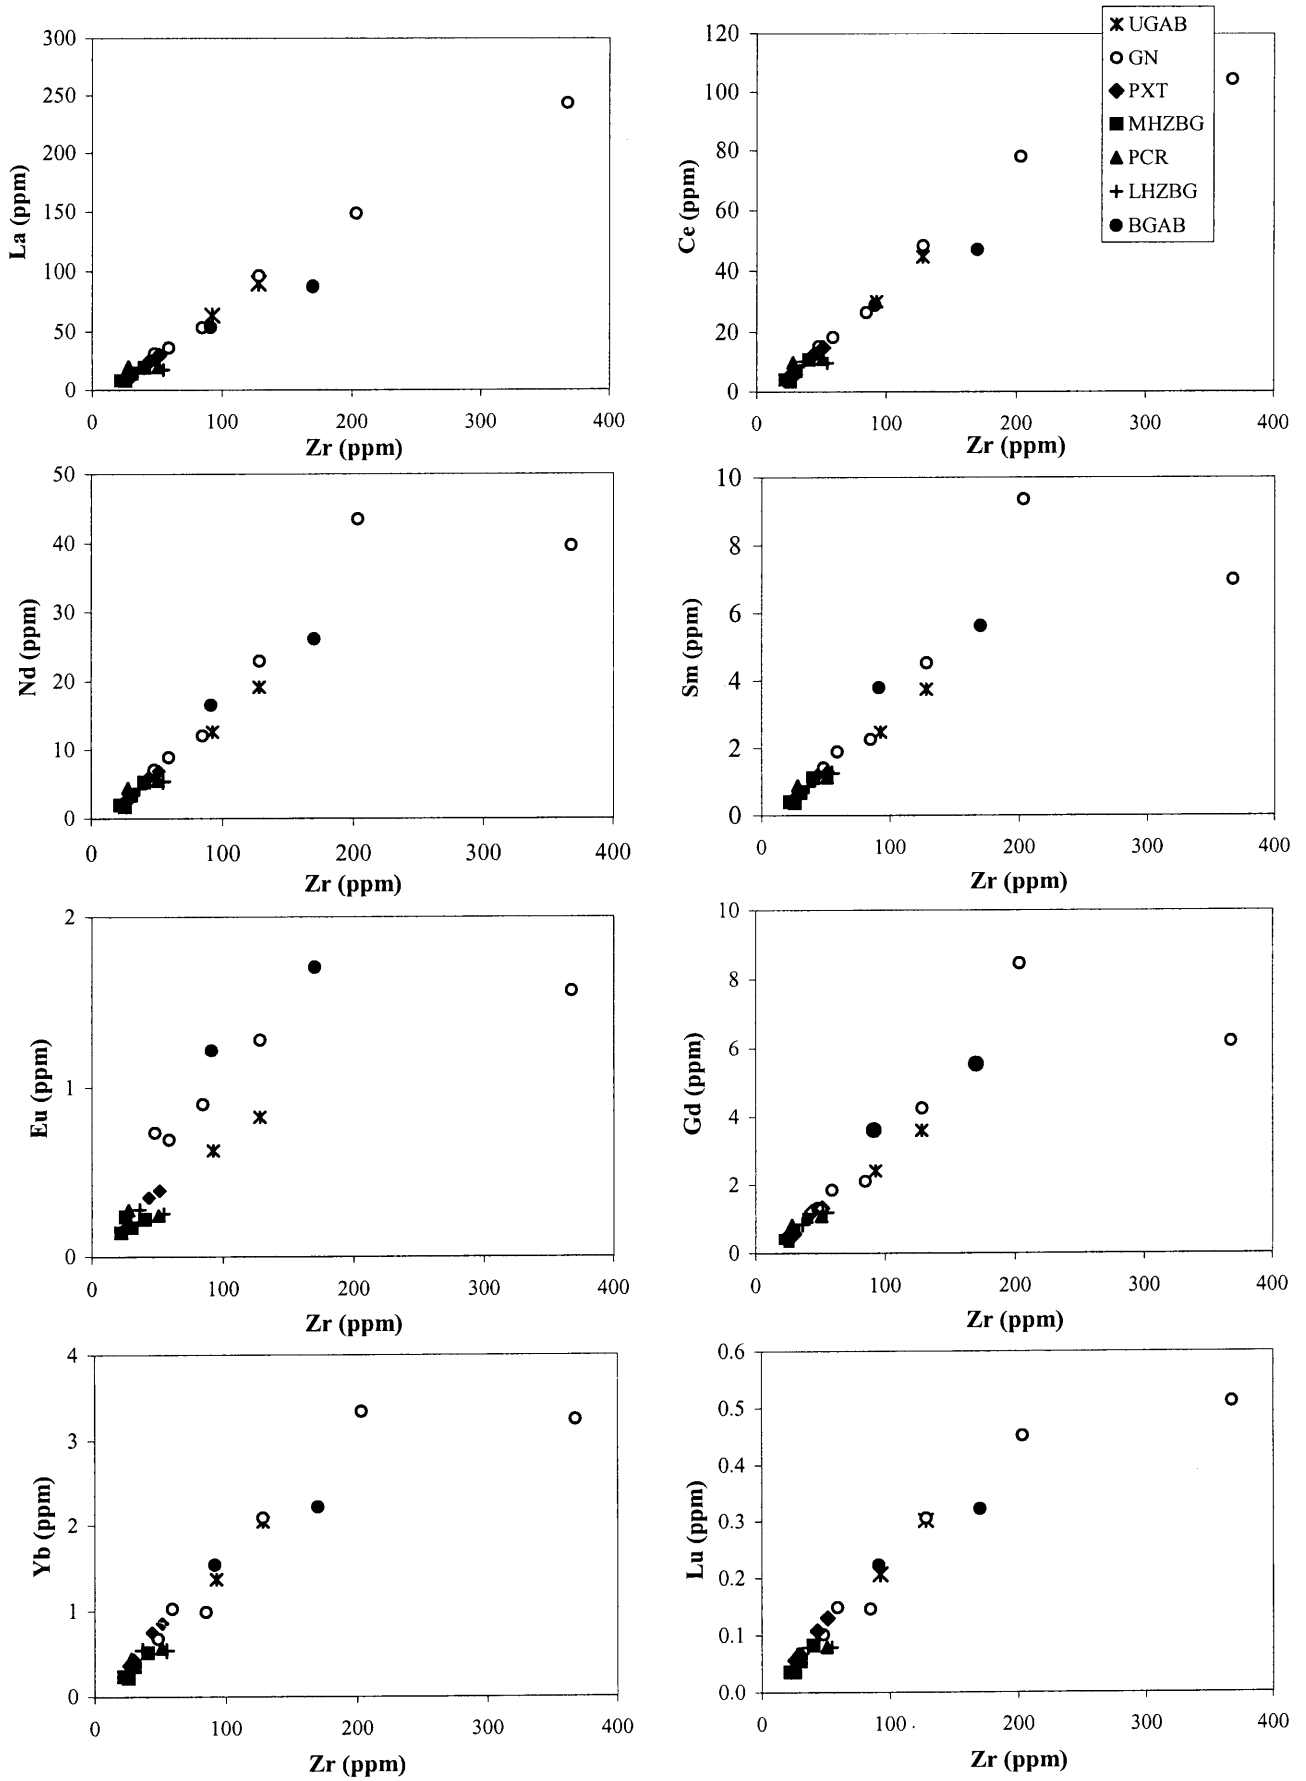 UGAB
GN
PXT
MHZBG
PCR
LHZBG
BGAB
300
250
200
150
100
50
0
La (ppm)
0 100 200 300 400
Zr (ppm)
120
100
80
60
40
20
0
Ce (ppm)
0 100 200 300 400
Zr (ppm)
50
40
30
20
10
0
Nd (ppm)
0 100 200 300 400
Zr (ppm)
10
8
6
4
2
0
Sm (ppm)
0 100 200 300 400
Zr (ppm)
2
1
0
Eu (ppm)
0 100 200 300 400
Zr (ppm)
10
8
6
4
2
0
Gd (ppm)
0 100 200 300 400
Zr (ppm)
4
3
2
1
0
Yb (ppm)
0 100 200 300 400
Zr (ppm)
0.6
0.5
0.4
0.3
0.2
0.1
0.0
Lu (ppm)
0 100 200 300 400
Zr (ppm)